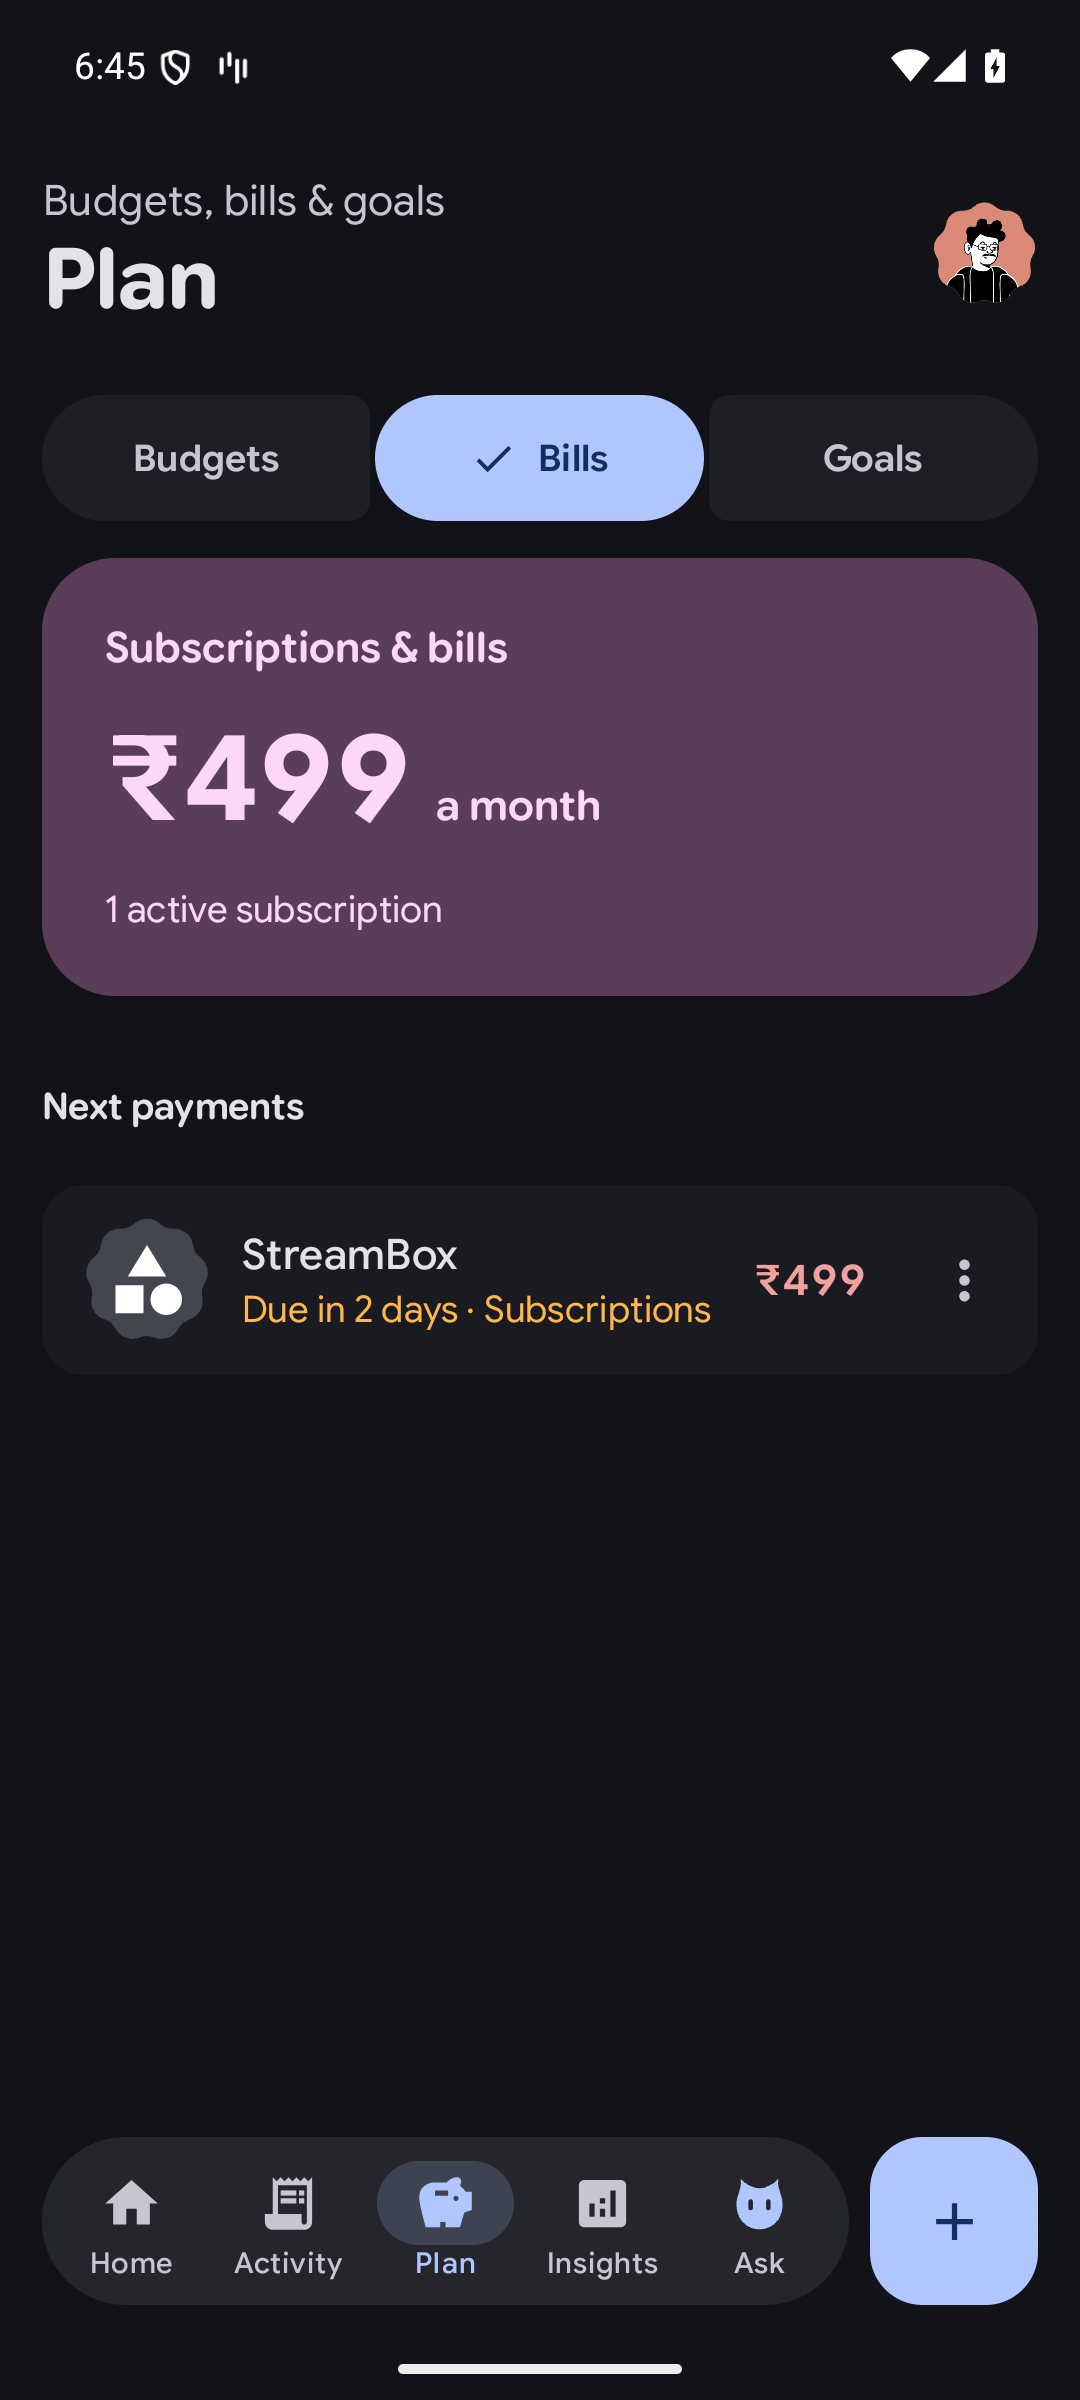 6:45
Budgets, bills & goals
Plan
Budgets
Bills
Goals
Subscriptions & bills
₹499 a month
1 active subscription
Next payments
StreamBox
Due in 2 days · Subscriptions
₹499
Home
Activity
Plan
Insights
Ask